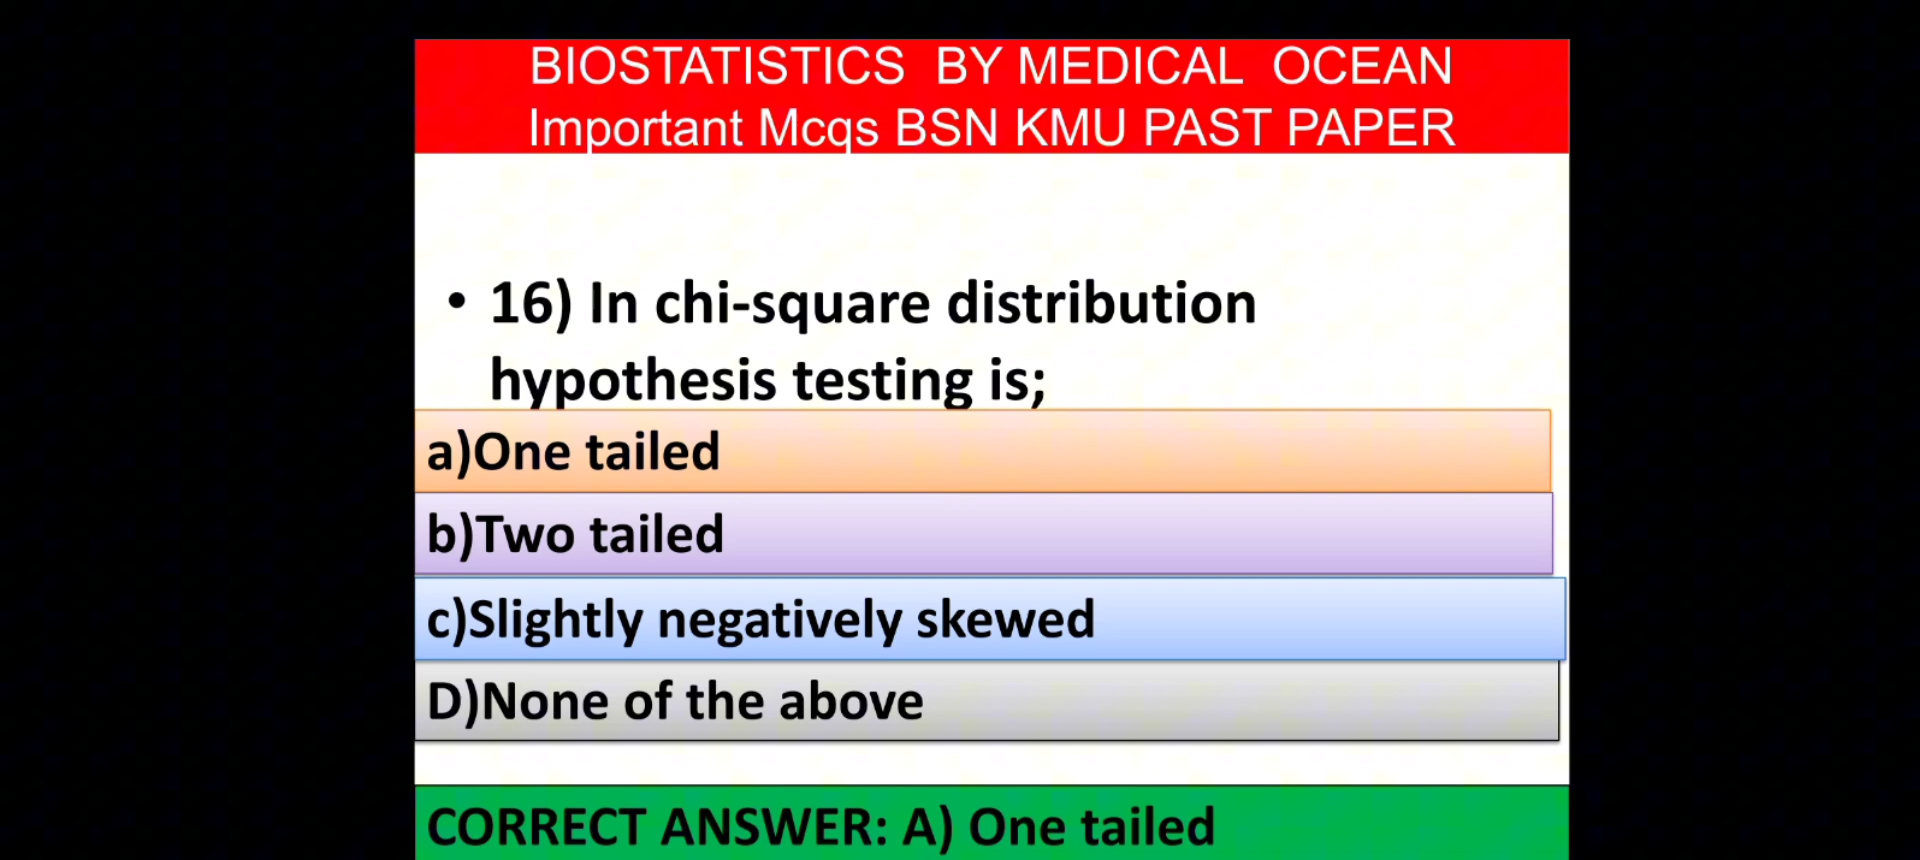 BIOSTATISTICS BY MEDICAL OCEAN
Important Mcqs BSN KMU PAST PAPER
• 16) In chi-square distribution
hypothesis testing is;
a)One tailed
b)Two tailed
c)Slightly negatively skewed
D)None of the above
CORRECT ANSWER: A) One tailed